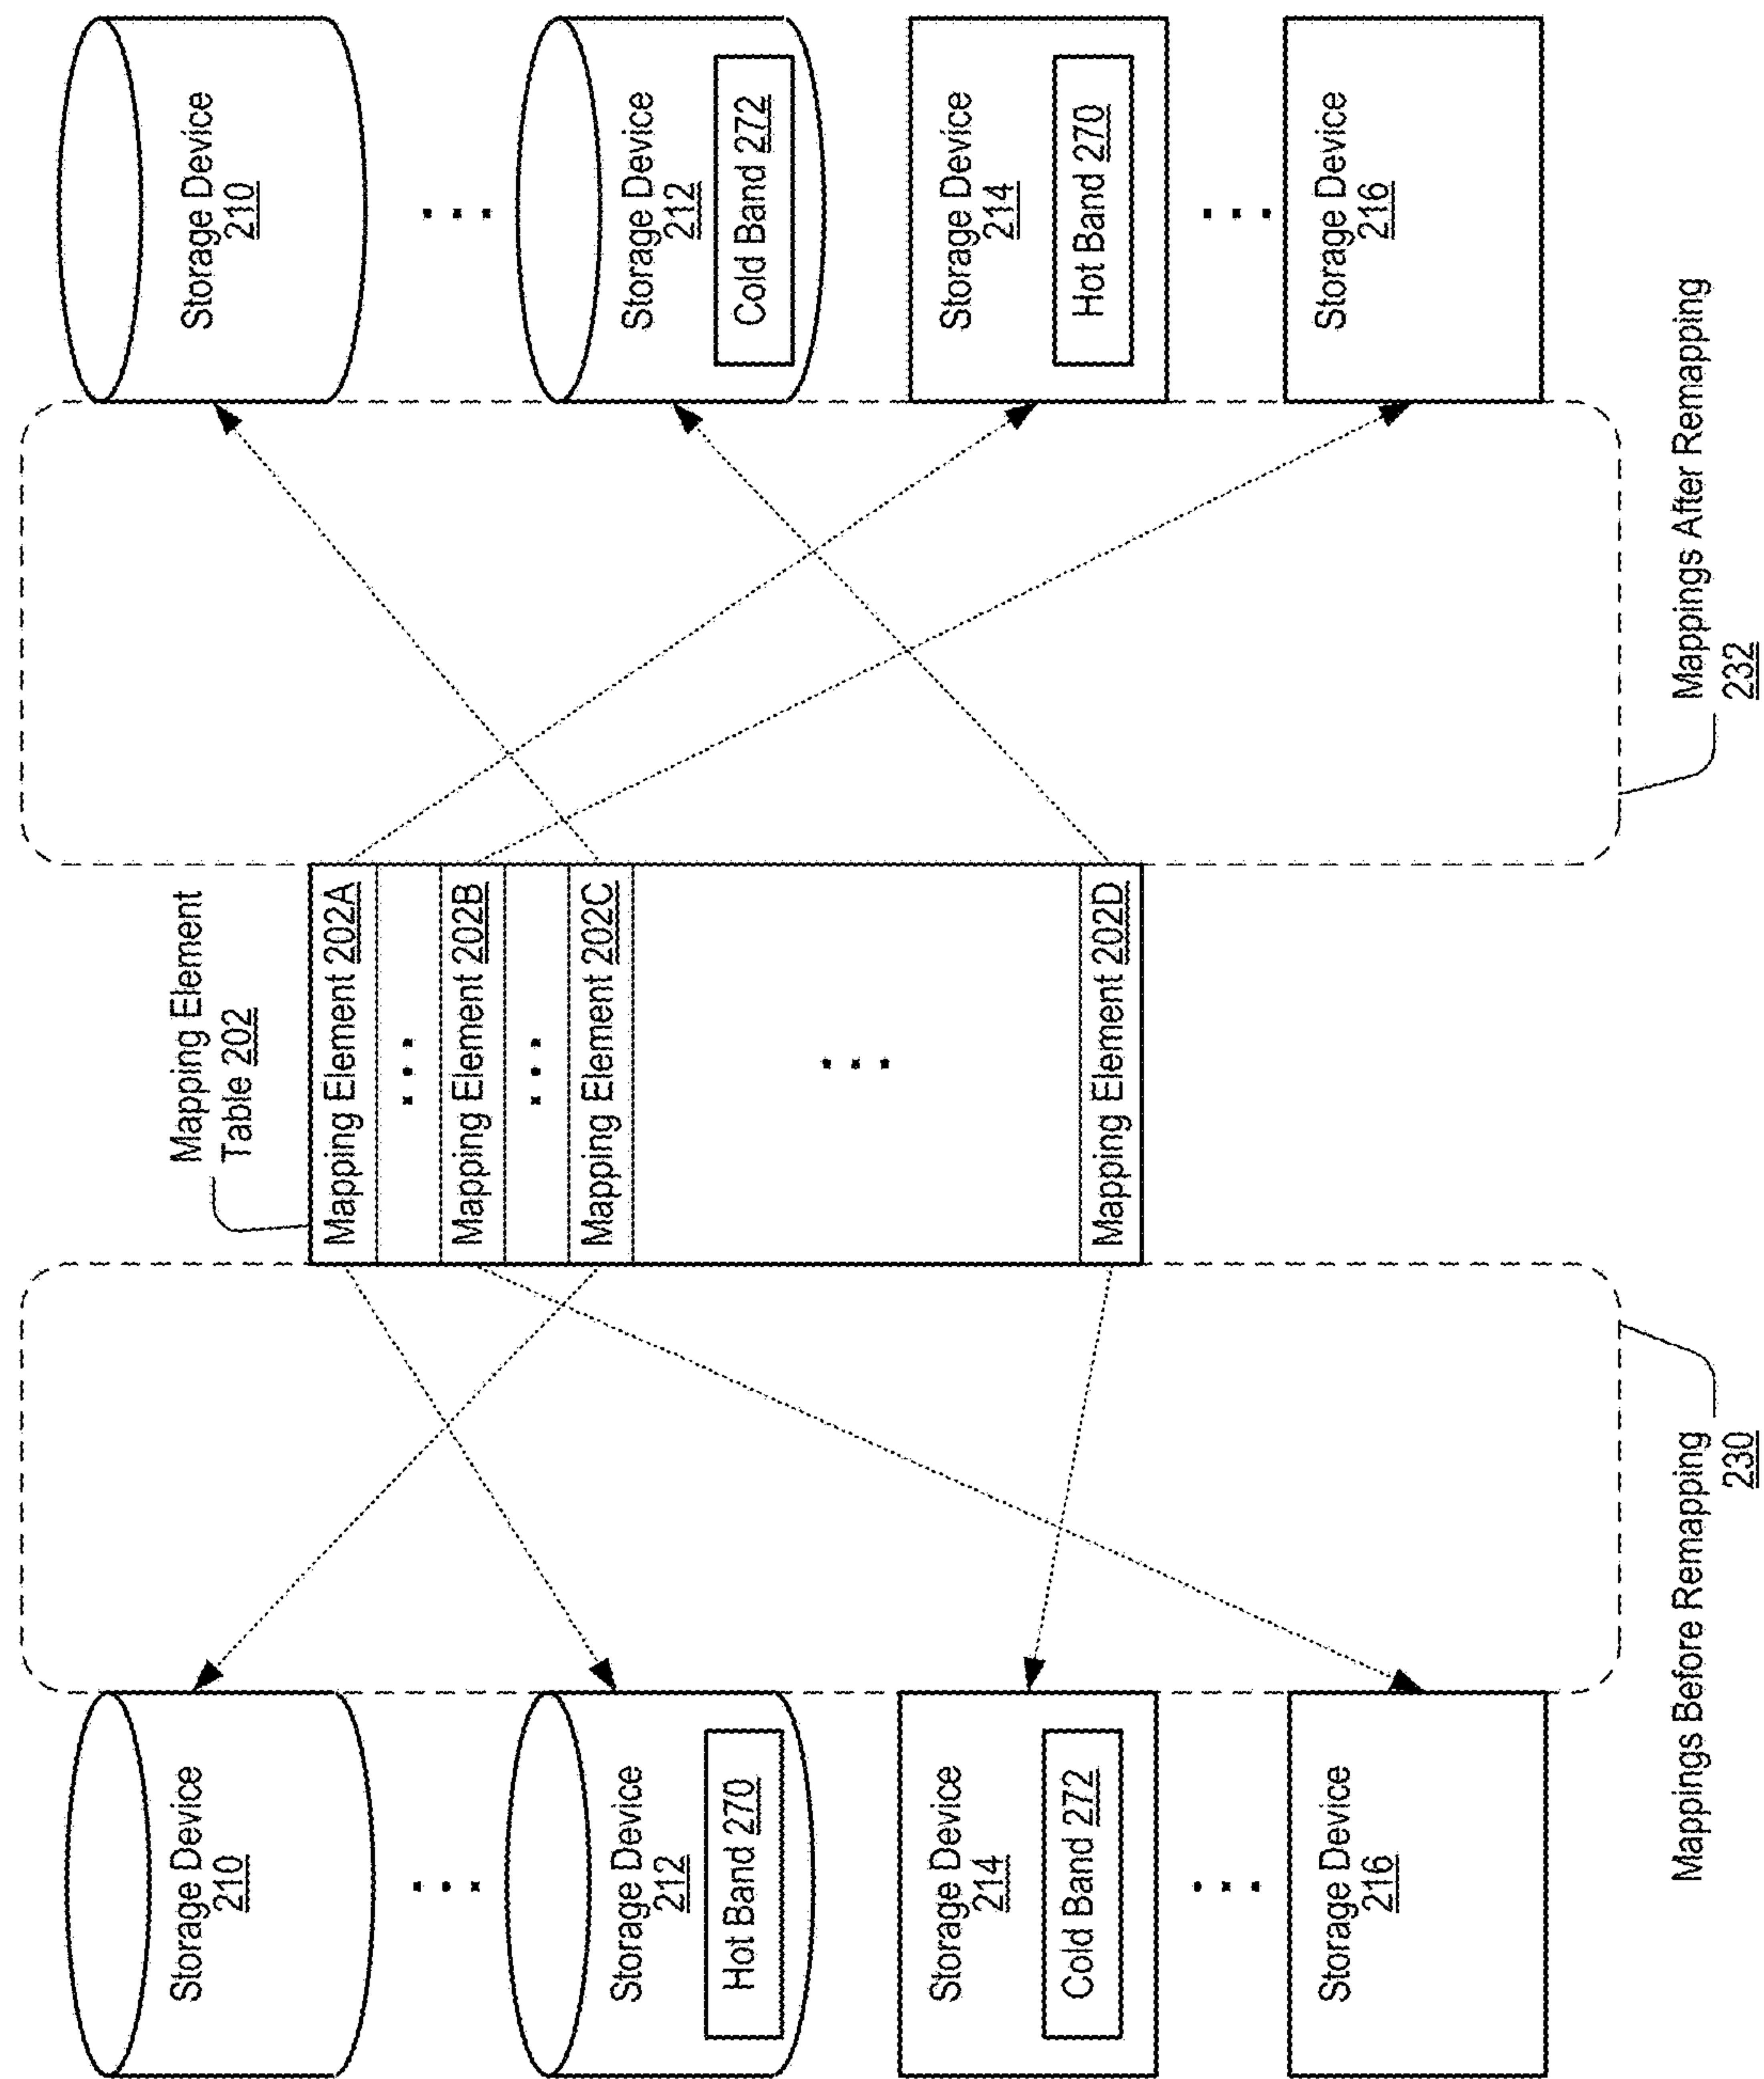 Mapping Element
Table 202
Storage Device
210
Storage Device
212
Hot Band 270
Storage Device
214
Cold Band 272
Storage Device
216
Mapping Element 202A
Mapping Element 202B
Mapping Element 202C
Mapping Element 202D
Storage Device
210
Storage Device
212
Cold Band 272
Storage Device
214
Hot Band 270
Storage Device
216
Mappings Before Remapping
230
Mappings After Remapping
232